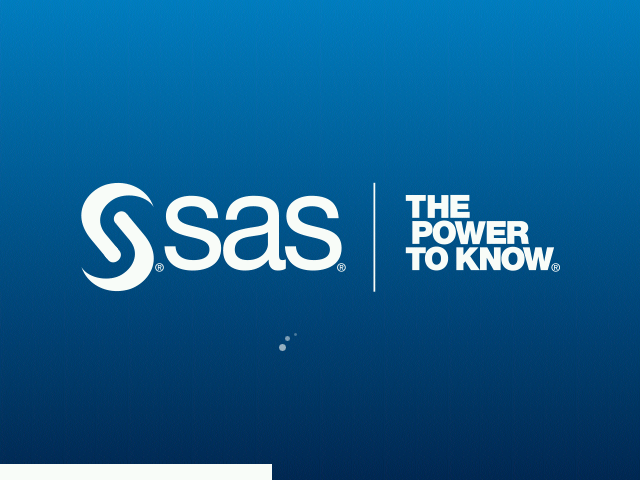 sas® | THE
POWER
TO KNOW®